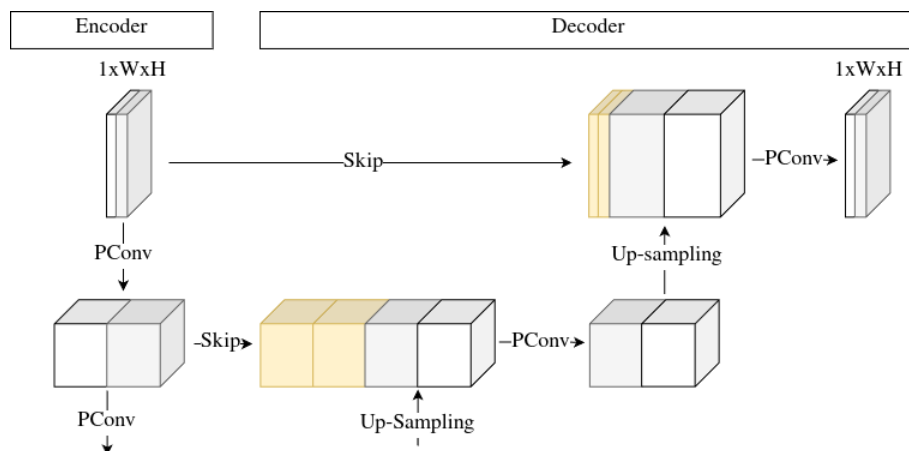 Encoder
Decoder
1xWxH
1xWxH
Skip
PConv
PConv
Up-sampling
Skip
PConv
PConv
Up-Sampling